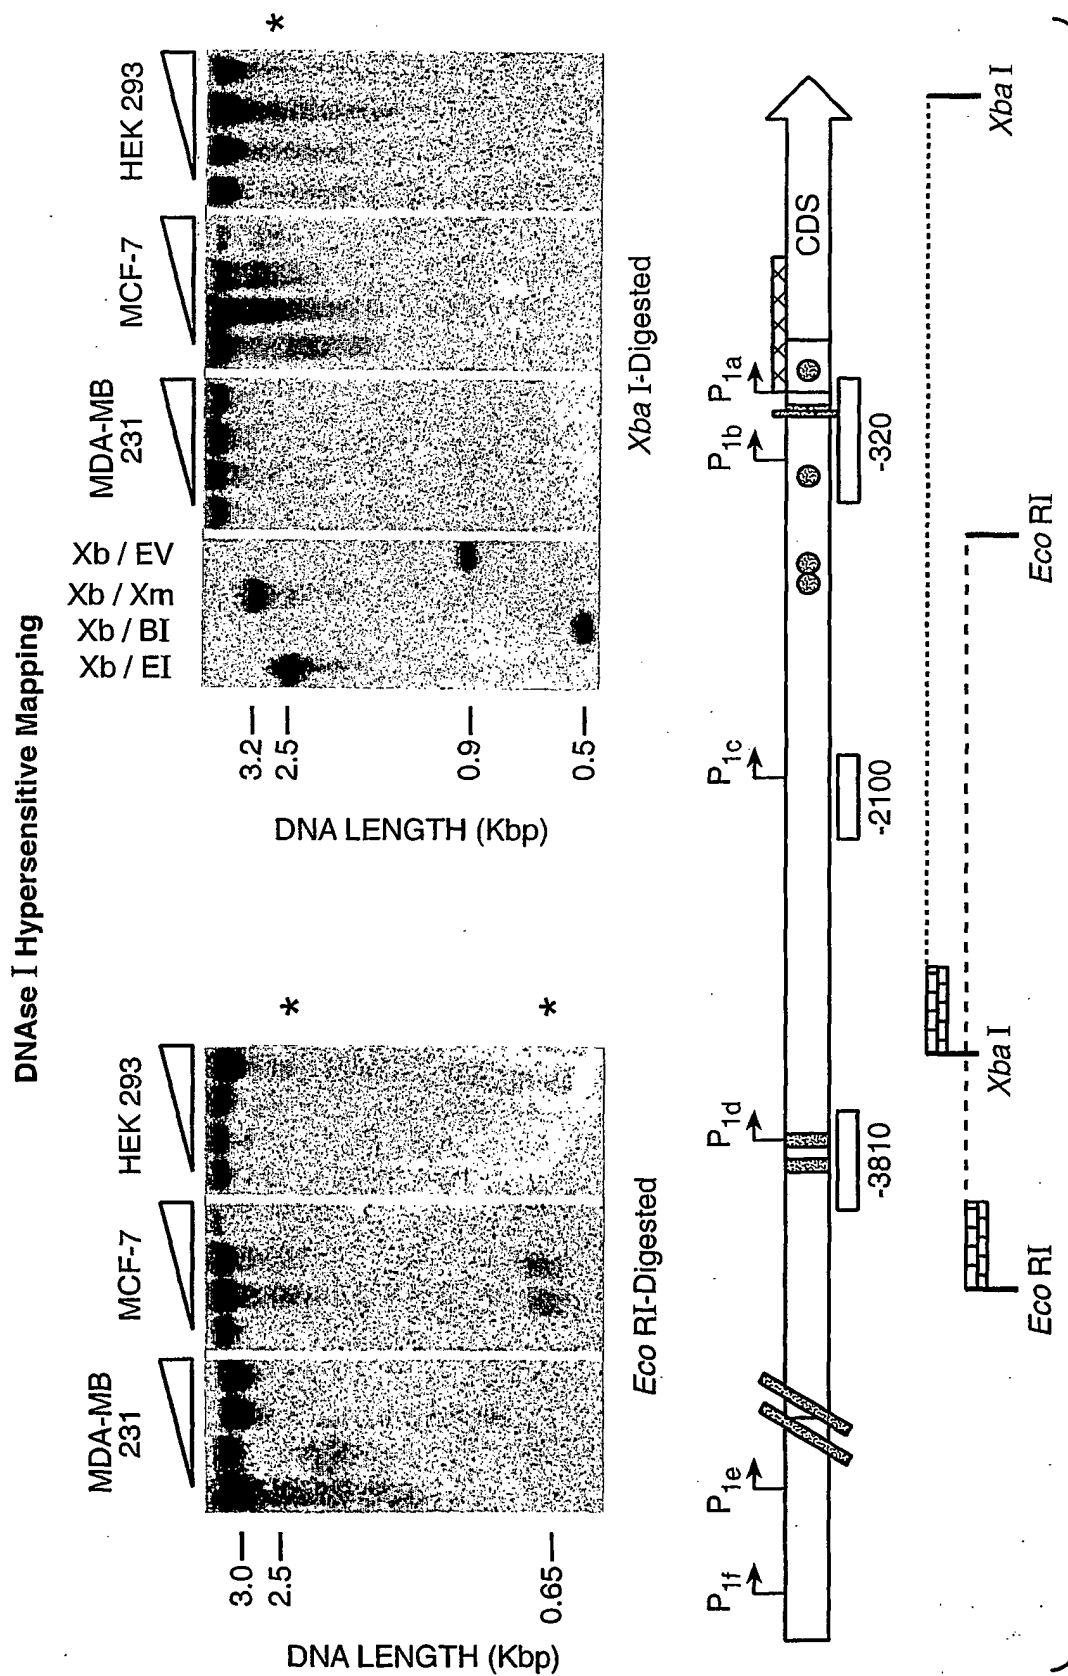 DNAse I Hypersensitive Mapping
MDA-MB
231
MCF-7
HEK 293
DNA LENGTH (Kbp)
3.0
2.5
0.65
*
*
Eco RI-Digested
Xb / EI
Xb / BI
Xb / Xm
Xb / EV
MDA-MB
231
MCF-7
HEK 293
DNA LENGTH (Kbp)
3.2
2.5
0.9
0.5
*
Xba I-Digested
P1f
P1e
P1d
P1c
P1b
P1a
CDS
-3810
-2100
-320
Xba I
Xba I
Eco RI
Eco RI